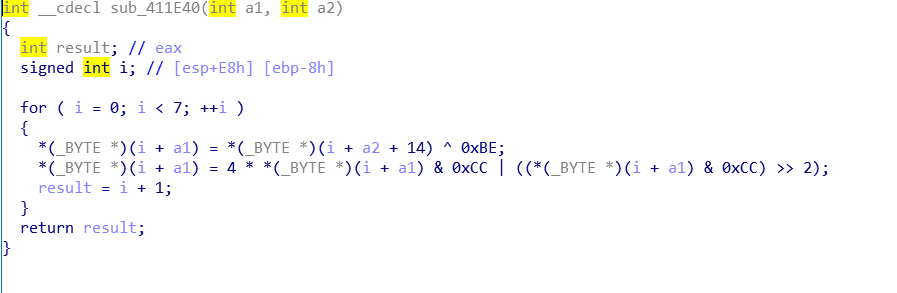 int __cdecl sub_411E40(int a1, int a2)
{
int result; // eax
signed int i; // [esp+E8h] [ebp-8h]
for ( i = 0; i < 7; ++i )
{
*(_BYTE *)(i + a1) = *(_BYTE *)(i + a2 + 14) ^ 0xBE;
*(_BYTE *)(i + a1) = 4 * *(_BYTE *)(i + a1) & 0xCC | ((*(_BYTE *)(i + a1) & 0xCC) >> 2);
result = i + 1;
}
return result;
}